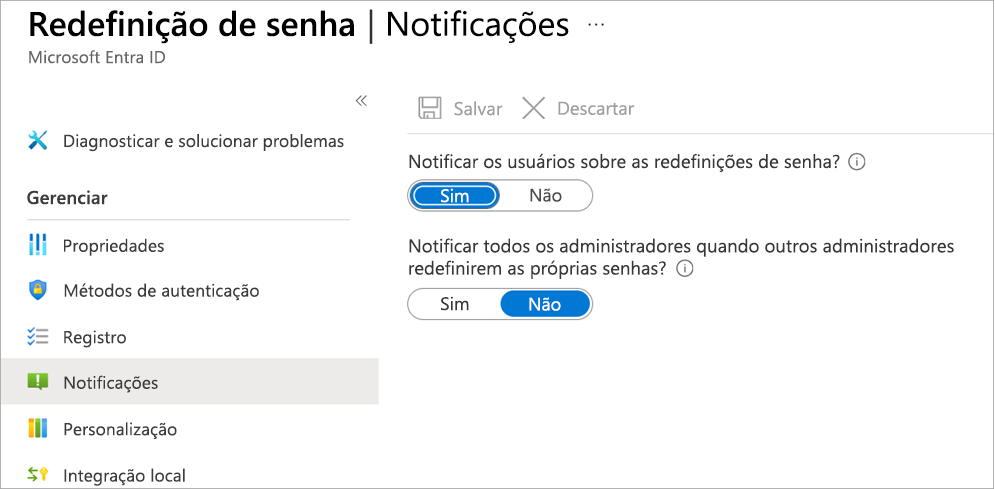 Redefinição de senha | Notificações ...
Microsoft Entra ID
Diagnosticar e solucionar problemas
Gerenciar
Propriedades
Métodos de autenticação
Registro
Notificações
Personalização
Integração local
Salvar Descartar
Notificar os usuários sobre as redefinições de senha?
Sim Não
Notificar todos os administradores quando outros administradores
redefinirem as próprias senhas?
Sim Não